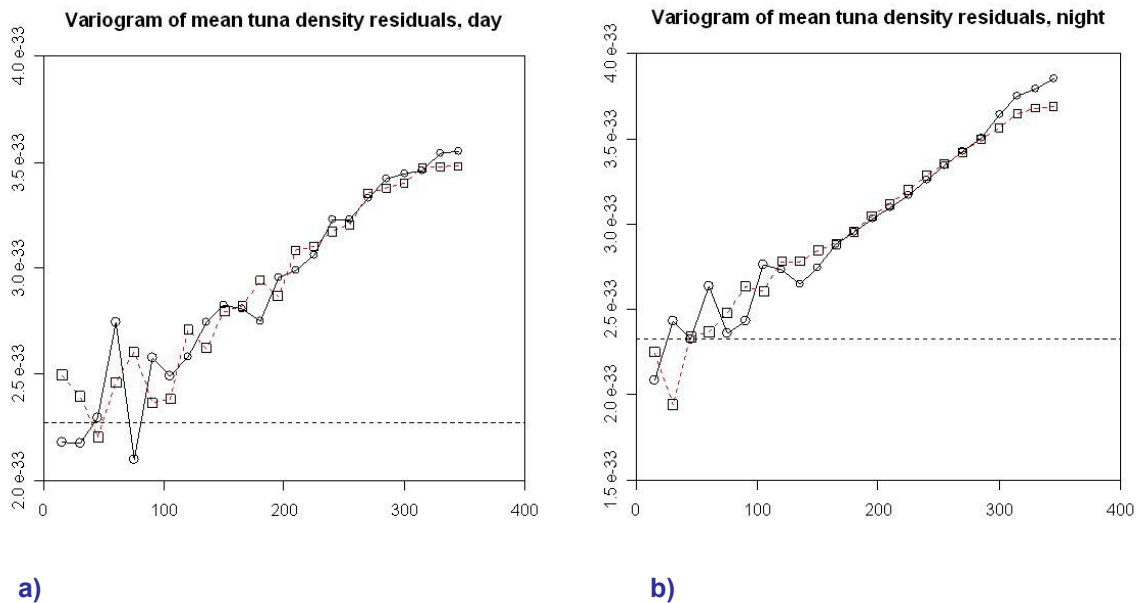 Variogram of mean tuna density residuals, day
4.0 e-33
3.5 e-33
3.0 e-33
2.5 e-33
2.0 e-33
0 100 200 300 400
a)
Variogram of mean tuna density residuals, night
4.0 e-33
3.5 e-33
3.0 e-33
2.5 e-33
2.0 e-33
1.5 e-33
0 100 200 300 400
b)